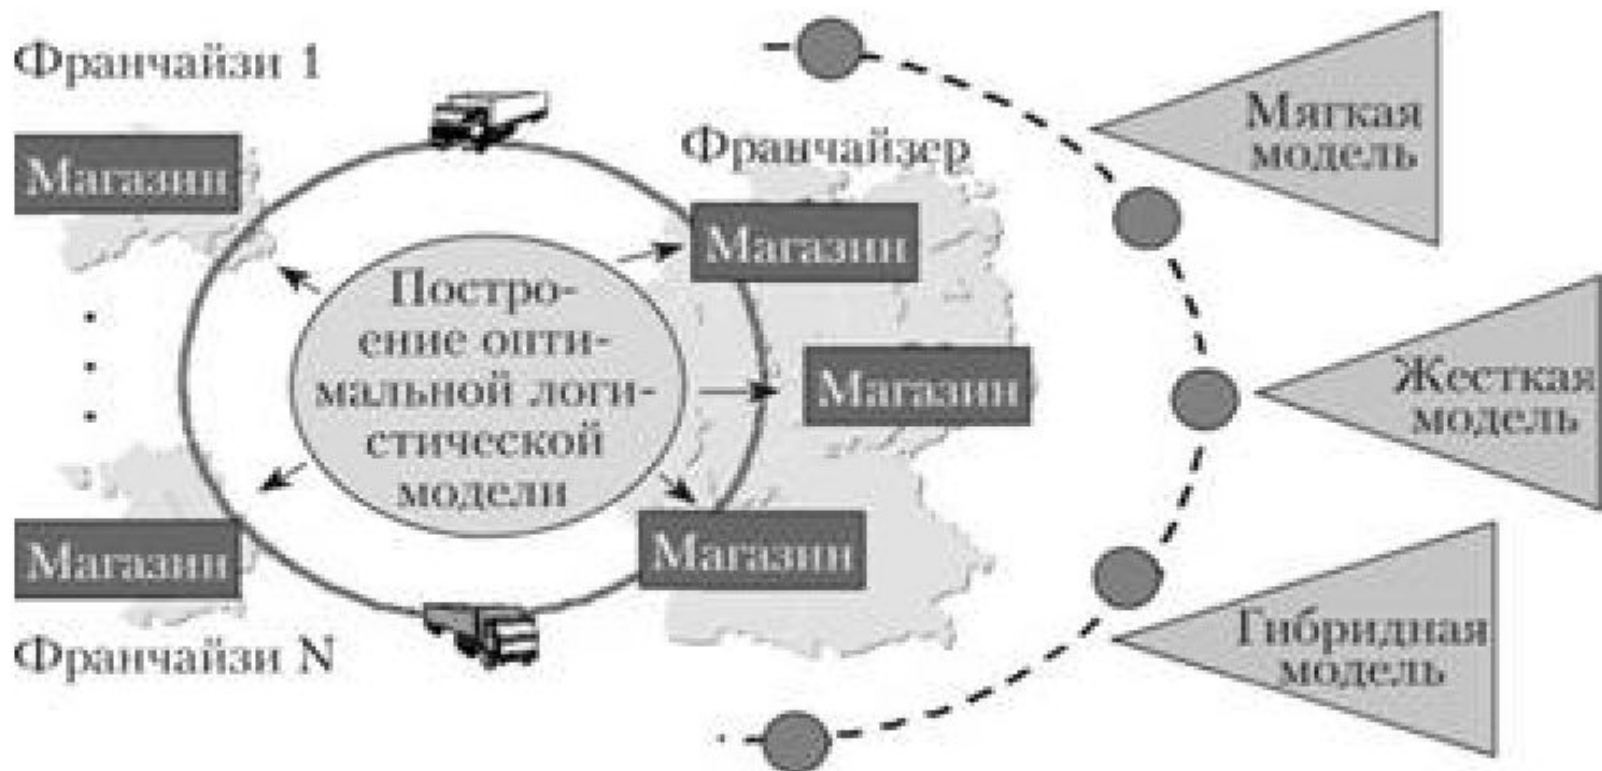 Франчайзи 1
Магазин
Франчайзер
Магазин
Магазин
Магазин
Постро-
ение опти-
мальной логи-
стической
модели
Магазин
Франчайзи N
Мягкая
модель
Жесткая
модель
Гибридная
модель